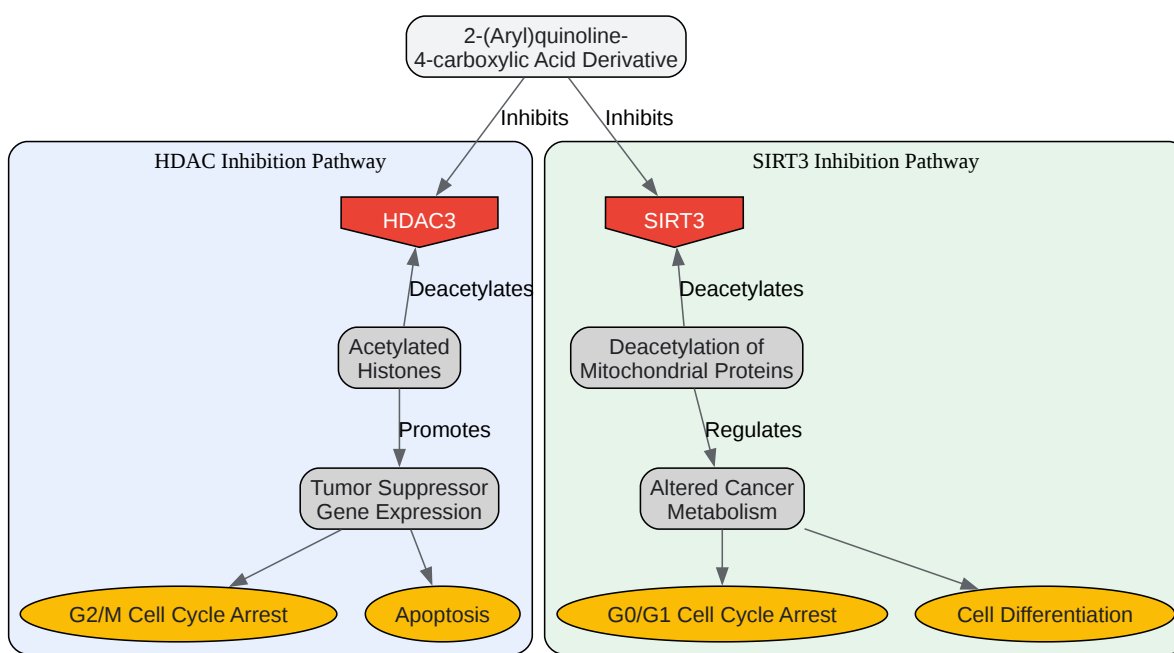 2-(Aryl)quinoline-
4-carboxylic Acid Derivative
Inhibits
Inhibits
HDAC Inhibition Pathway
SIRT3 Inhibition Pathway
HDAC3
SIRT3
Deacetylates
Deacetylates
Acetylated
Histones
Deacetylation of
Mitochondrial Proteins
Promotes
Regulates
Tumor Suppressor
Gene Expression
Altered Cancer
Metabolism
G2/M Cell Cycle Arrest
Apoptosis
G0/G1 Cell Cycle Arrest
Cell Differentiation